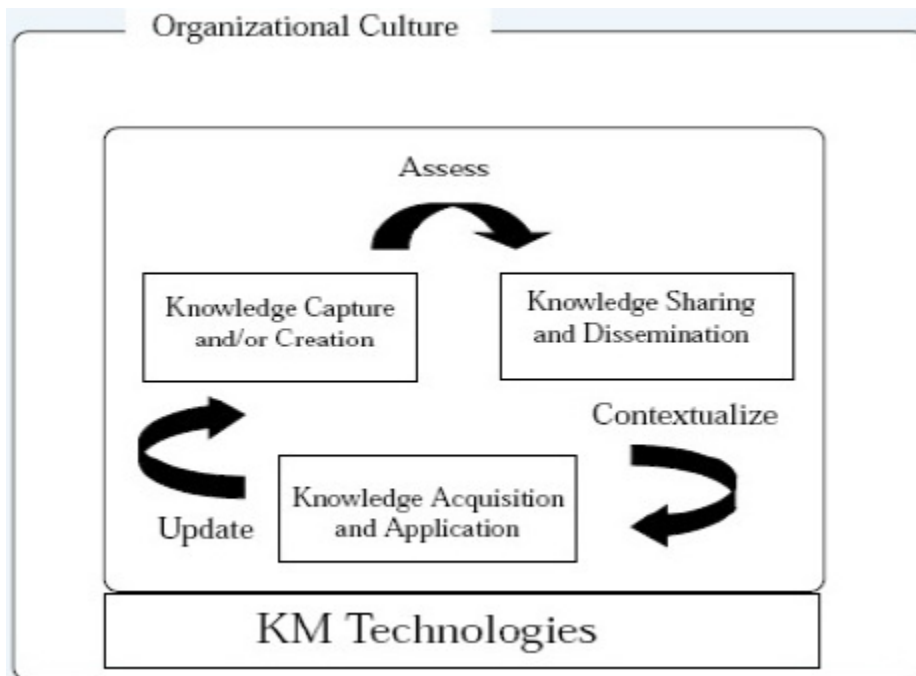 Organizational Culture
Assess
Knowledge Capture
and/or Creation
Knowledge Sharing
and Dissemination
Contextualize
Knowledge Acquisition
and Application
Update
KM Technologies